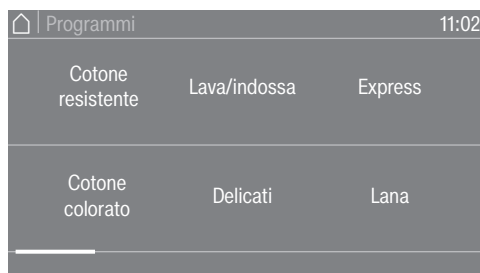 Programmi 11:02
Cotone
resistente
Lava/indossa
Express
Cotone
colorato
Delicati
Lana